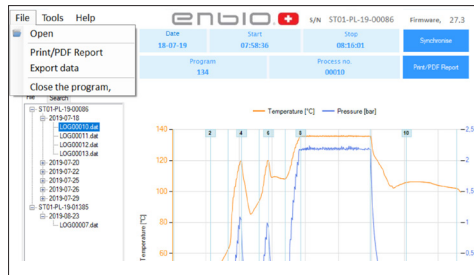 File Tools Help
enbio
S/N ST01-PL-19-00086 Firmware, 27.3
Open
Print/PDF Report
Export data
Close the program,
Date
18-07-19
Start
07:58:36
Stop
08:16:01
Synchronise
Program
134
Process no.
00010
Print/PDF Report
File Search
ST01-PL-19-00086
2019-07-18
LOG00010.dat
LOG00011.dat
LOG00012.dat
LOG00013.dat
2019-07-20
2019-07-22
2019-07-25
2019-07-26
2019-07-29
ST01-PL-19-01385
2019-08-23
LOG00007.dat
Temperature [°C] Pressure [bar]
2 4 6 8 10
140
120
100
80
60
Temperature [°C]
2.5
2
1.5
1
0.5